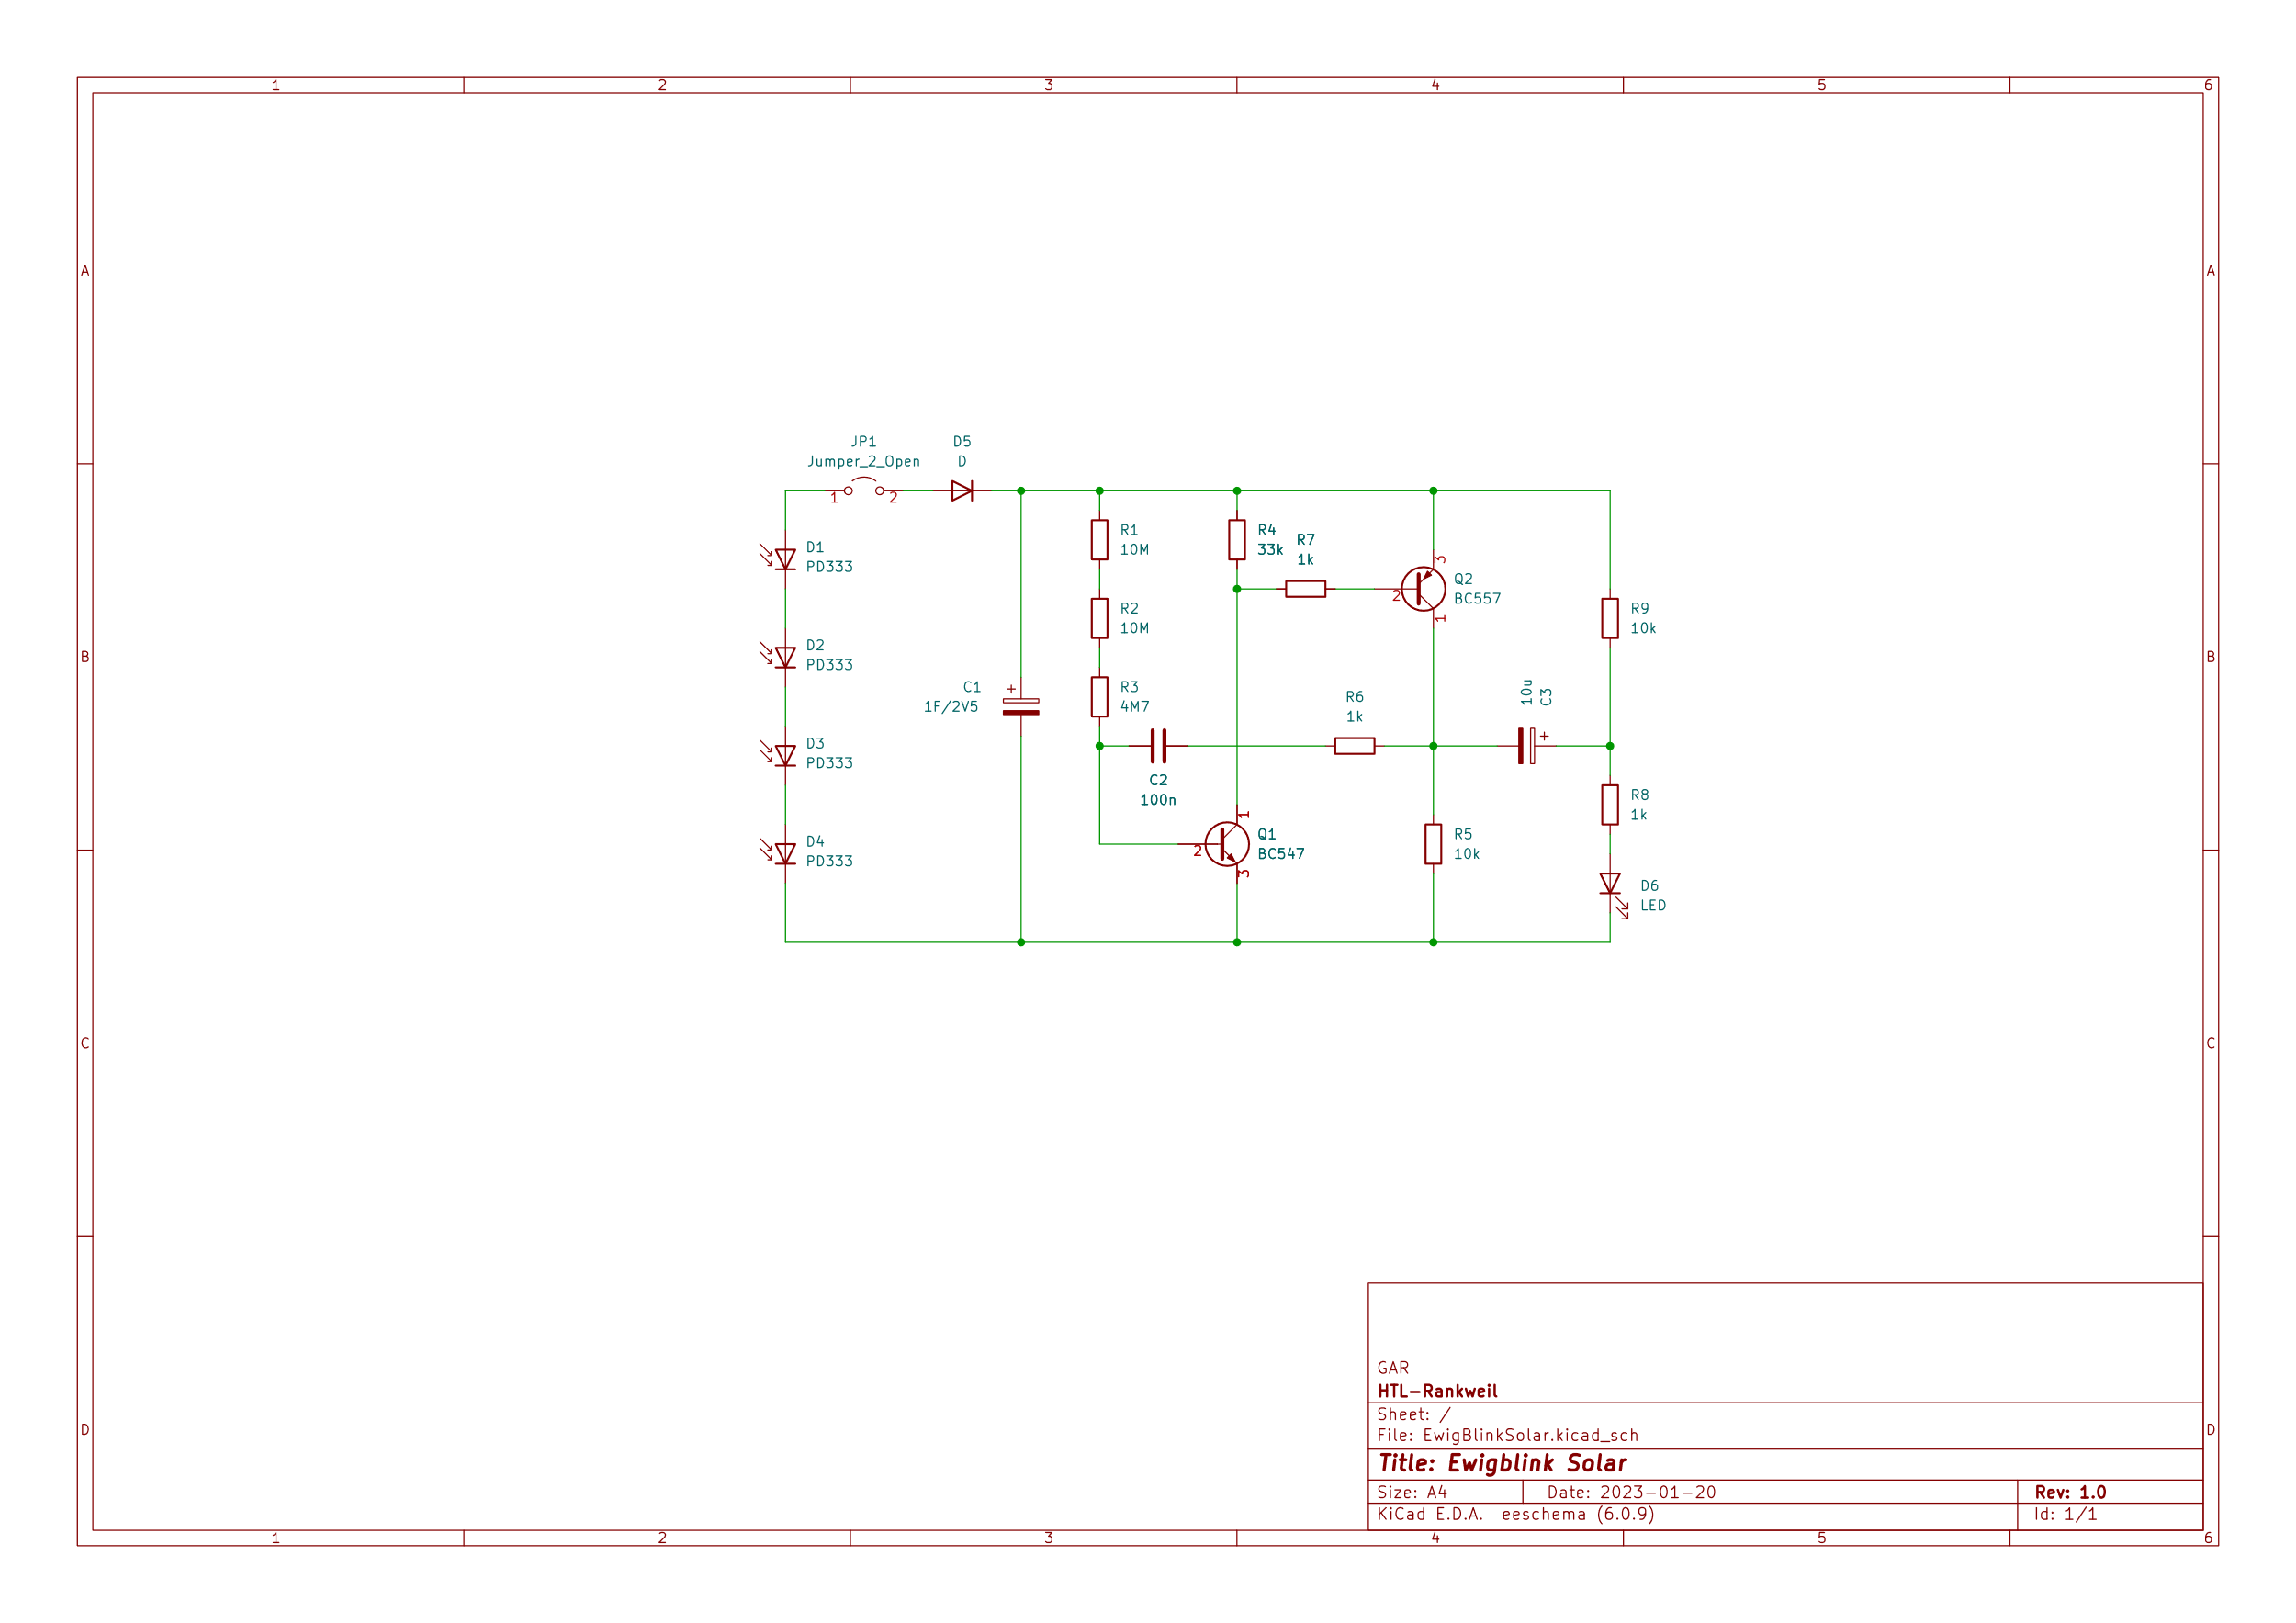 1 2 3 4 5 6
A A
JP1
Jumper_2_Open
1 2
D5
D
D1
PD333
D2
PD333
D3
PD333
D4
PD333
C1
1F/2V5
+
R1
10M
R2
10M
R3
4M7
C2
100n
R4
33k
R7
1k
2
3
1
Q2
BC557
R6
1k
10u
C3
+
R9
10k
R8
1k
D6
LED
1
2
3
Q1
BC547
R5
10k
B B
C C
D D
GAR
HTL-Rankweil
Sheet: /
File: EwigBlinkSolar.kicad_sch
Title: Ewigblink Solar
Size: A4 Date: 2023-01-20 Rev: 1.0
KiCad E.D.A. eeschema (6.0.9) Id: 1/1
1 2 3 4 5 6